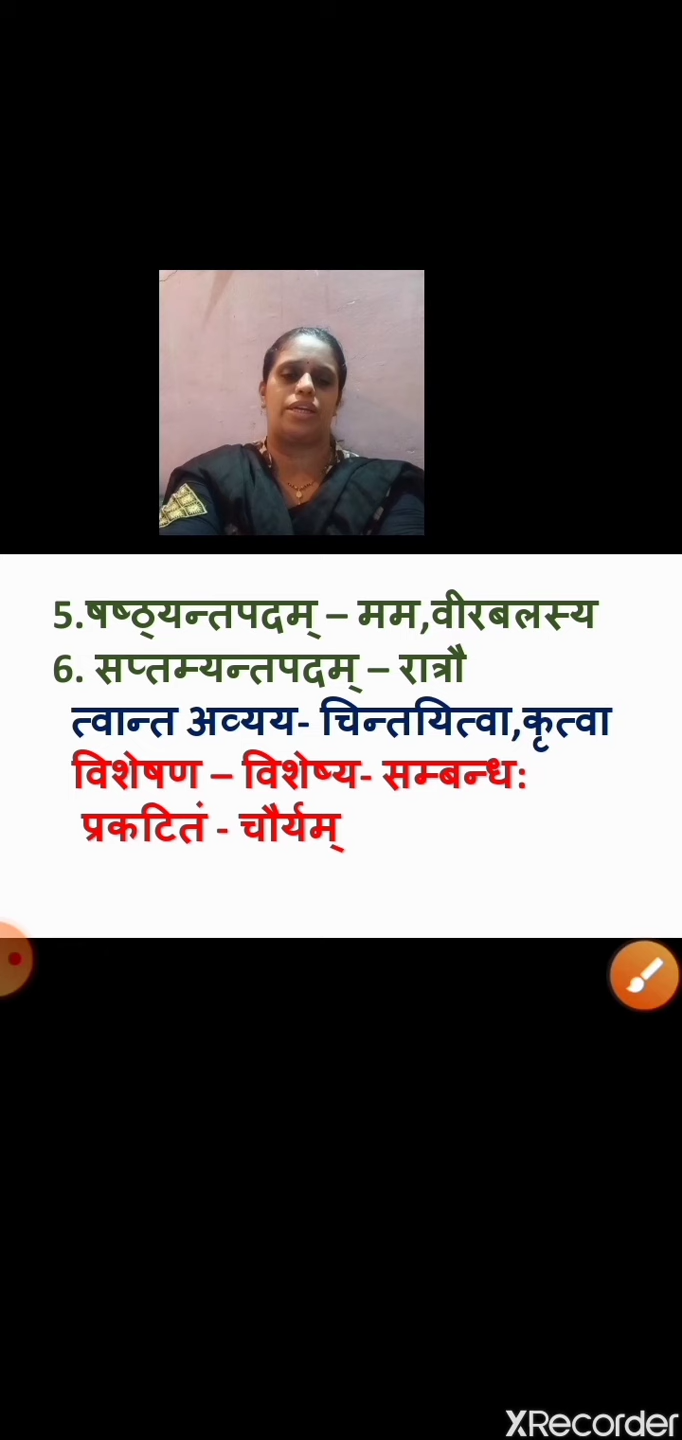 5.षष्ठ्यन्तपदम् – मम,वीरबलस्य
6. सप्तम्यन्तपदम् – रात्रौ
त्वान्त अव्यय- चिन्तयित्वा,कृत्वा
विशेषण – विशेष्य- सम्बन्ध:
प्रकटितं - चौर्यम्
XRecorder